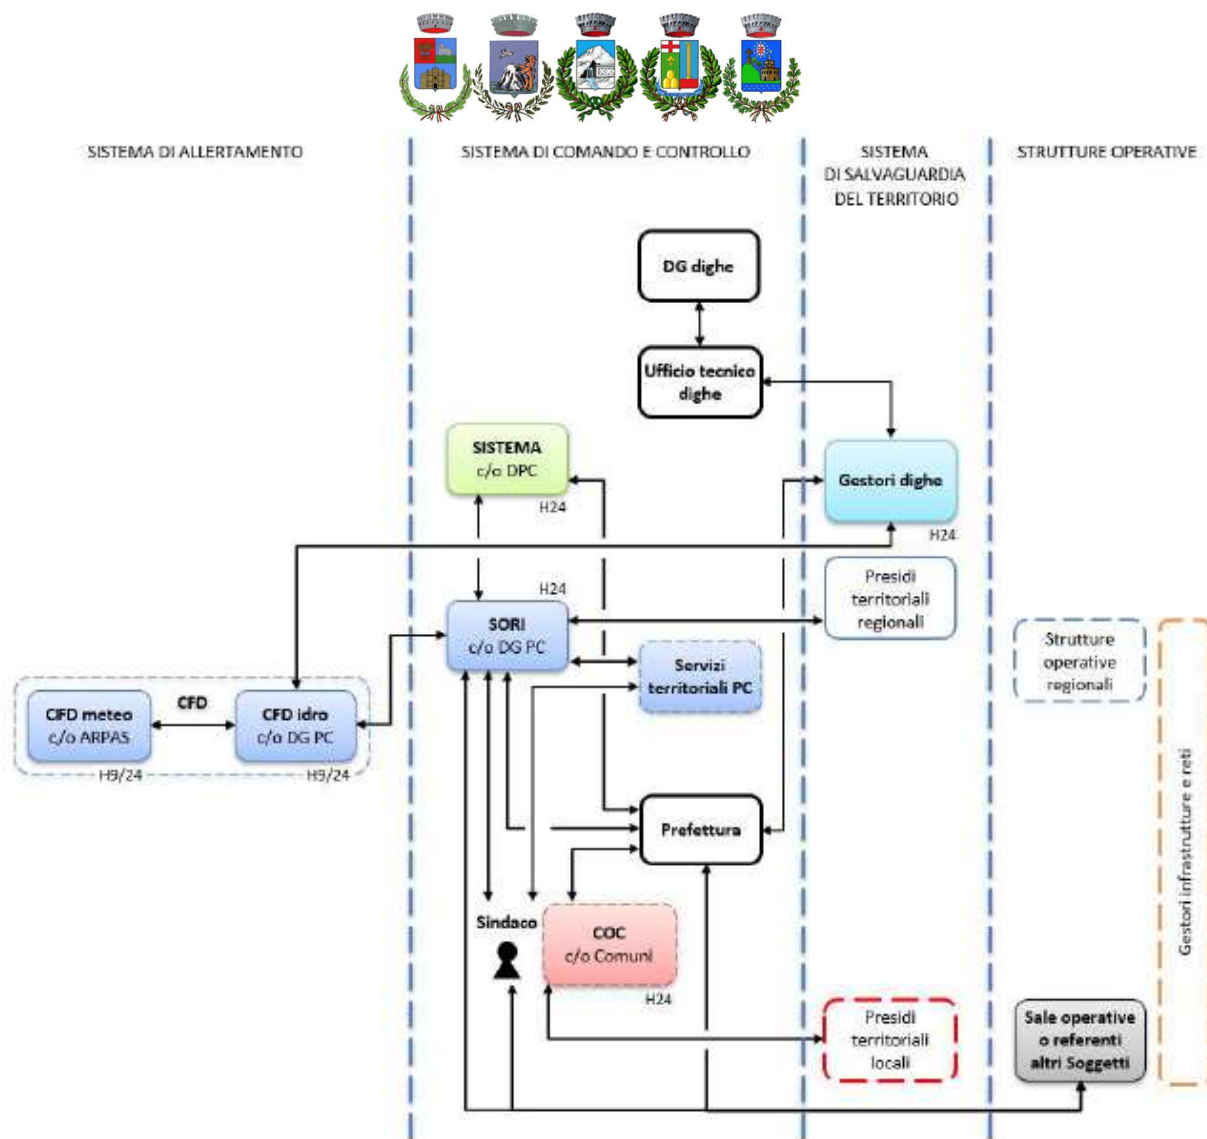 SISTEMA DI ALLERTAMENTO
SISTEMA DI COMANDO E CONTROLLO
SISTEMA
DI SALVAGUARDIA
DEL TERRITORIO
STRUTTURE OPERATIVE
DG dighe
Ufficio tecnico
dighe
SISTEMA
c/o DPC
H24
Gestori dighe
H24
Presidi
territoriali
regionali
H24
SORI
c/o DG PC
Servizi
territoriali PC
Strutture
operative
regionali
CFD
CFD meteo
c/o ARPAS
H9/24
CFD idro
c/o DG PC
H9/24
Prefettura
Sindaco
COC
c/o Comuni
H24
Presidi
territoriali
locali
Sale operative
o referenti
altri Soggetti
Gestori infrastrutture e reti